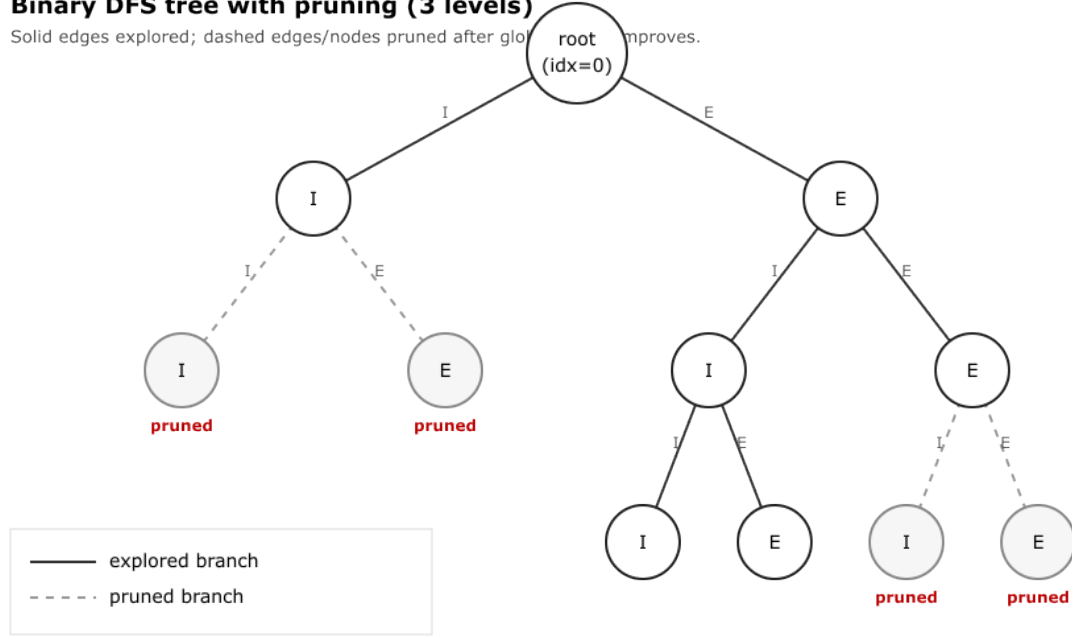 Binary DFS tree with pruning (3 levels)
Solid edges explored; dashed edges/nodes pruned after mproves.
root
(idx=0)
I
E
I
E
I
E
I
E
I
E
I
E
pruned
pruned
I
E
I
E
I
E
I
E
pruned
pruned
explored branch
pruned branch